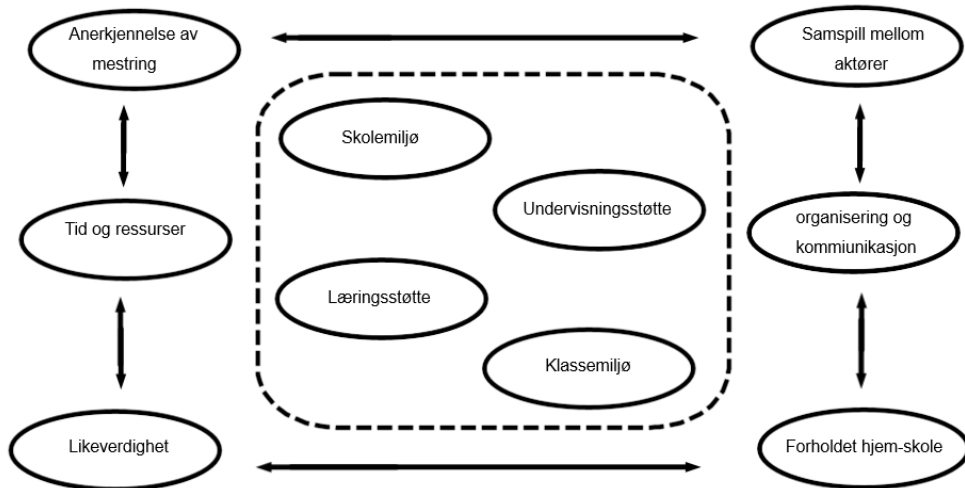 Anerkjennelse av
mestring
Samspill mellom
aktører
Skolemiljø
Undervisningsstøtte
Tid og ressurser
organisering og
kommiunikasjon
Læringsstøtte
Klassemiljø
Likeverdighet
Forholdet hjem-skole